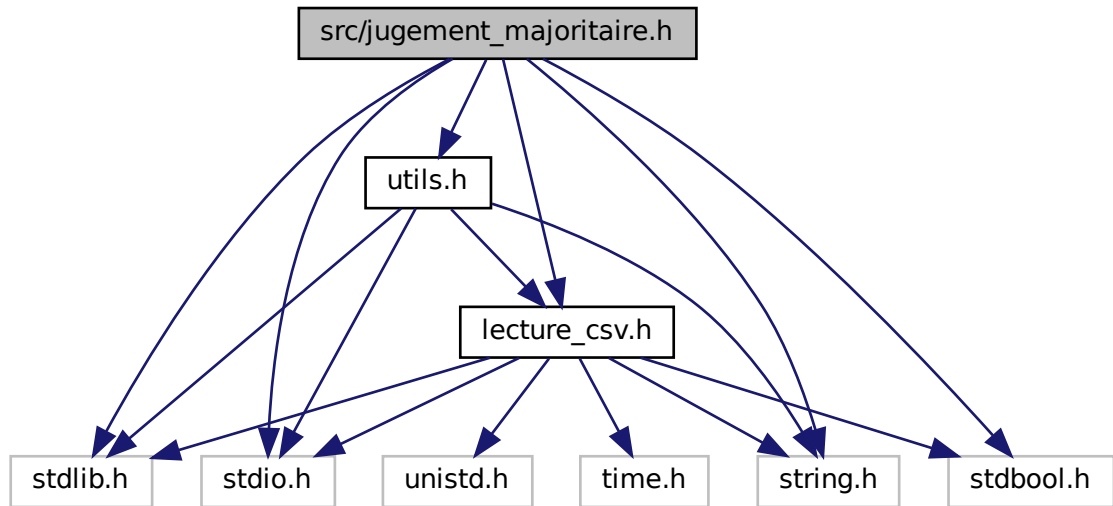 src/jugement_majoritaire.h
utils.h
lecture_csv.h
stdlib.h
stdio.h
unistd.h
time.h
string.h
stdbool.h